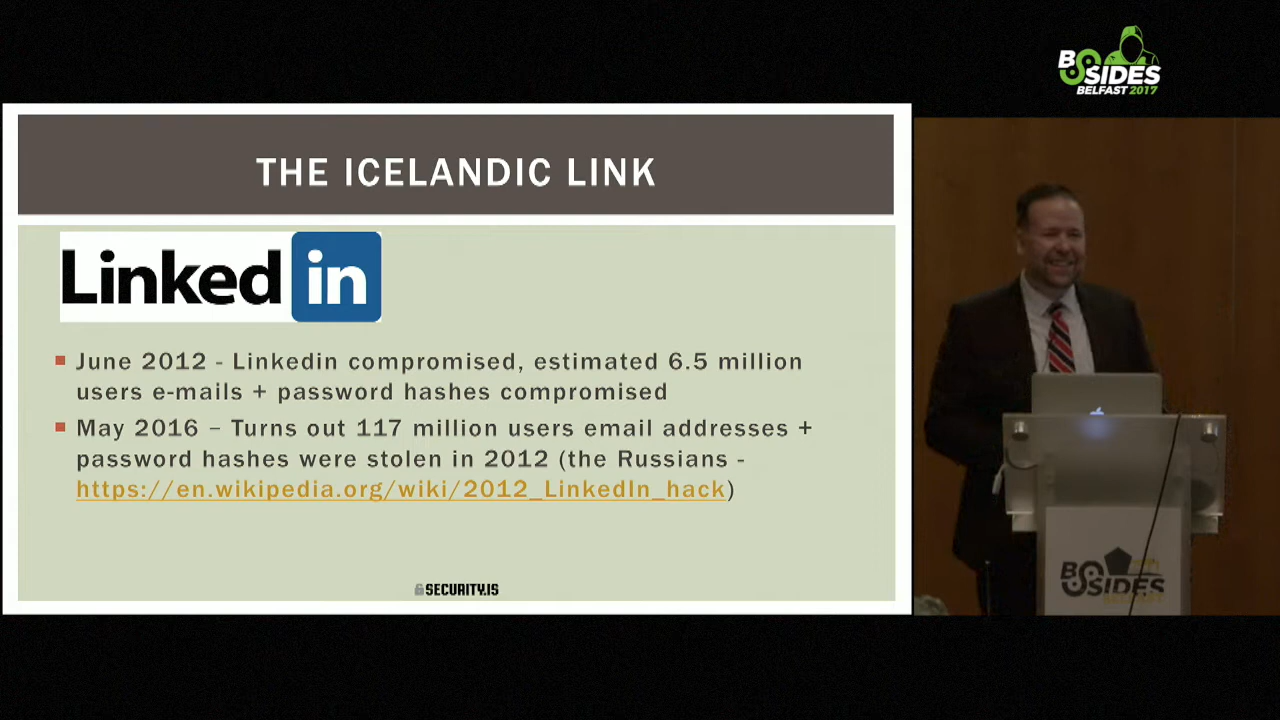 BSIDES
BELFAST 2017
THE ICELANDIC LINK
Linked in
June 2012 - Linkedin compromised, estimated 6.5 million
users e-mails + password hashes compromised
May 2016 – Turns out 117 million users email addresses +
password hashes were stolen in 2012 (the Russians -
https://en.wikipedia.org/wiki/2012_LinkedIn_hack)
SECURITY.IS
BSIDES